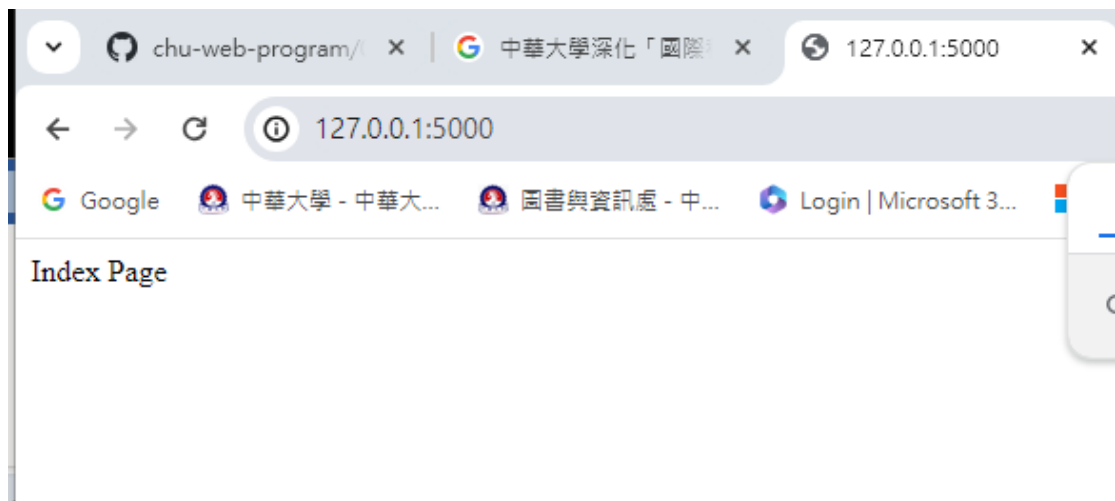 chu-web-program/
中華大學深化「國際
127.0.0.1:5000
127.0.0.1:5000
Google
中華大學 - 中華大...
圖書與資訊處 - 中...
Login | Microsoft 3...
Index Page